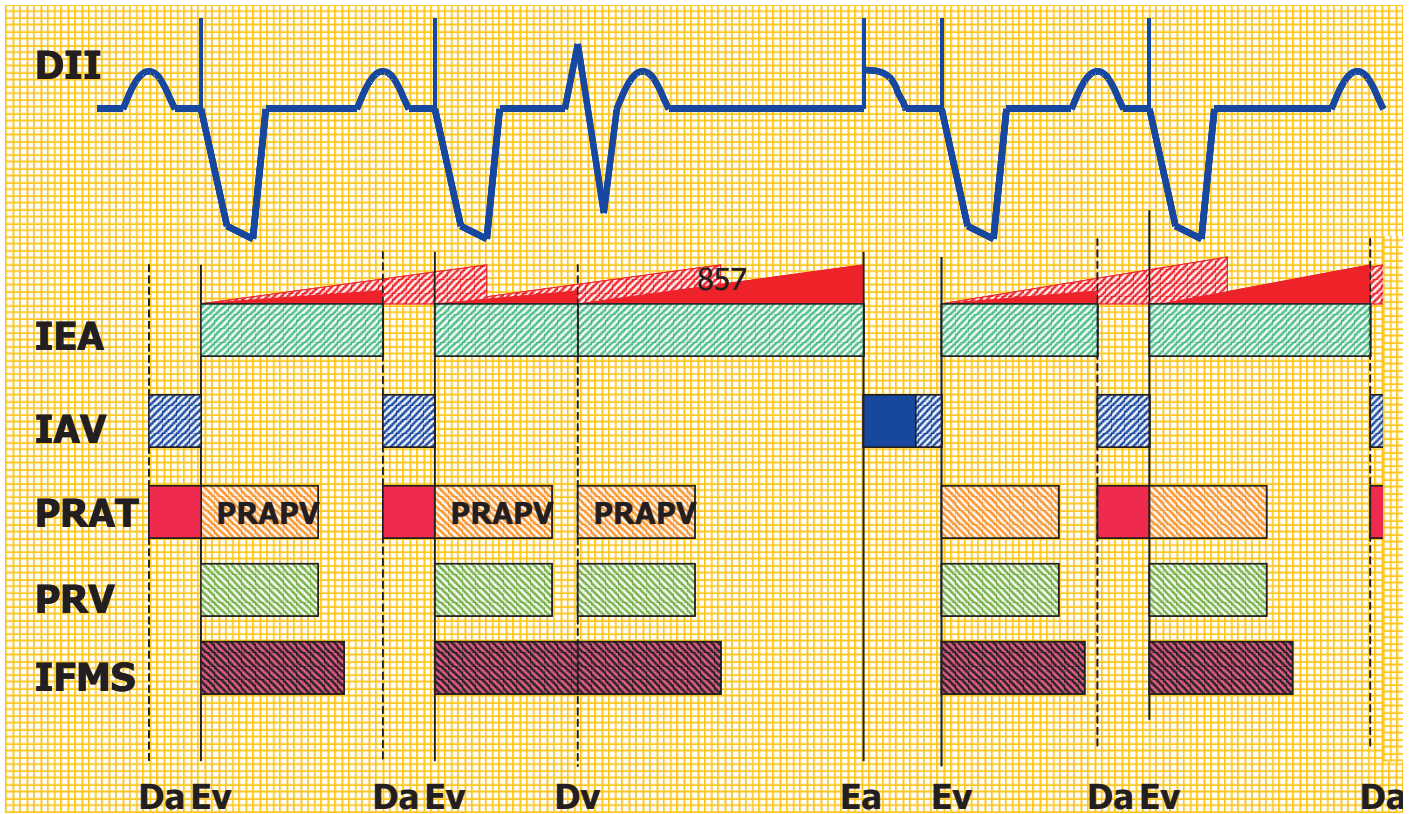 DII
857
IEA
IAV
PRAT PRAPV PRAPV PRAPV
PRV
IFMS
Da Ev Da Ev Dv Ea Ev Da Ev Da